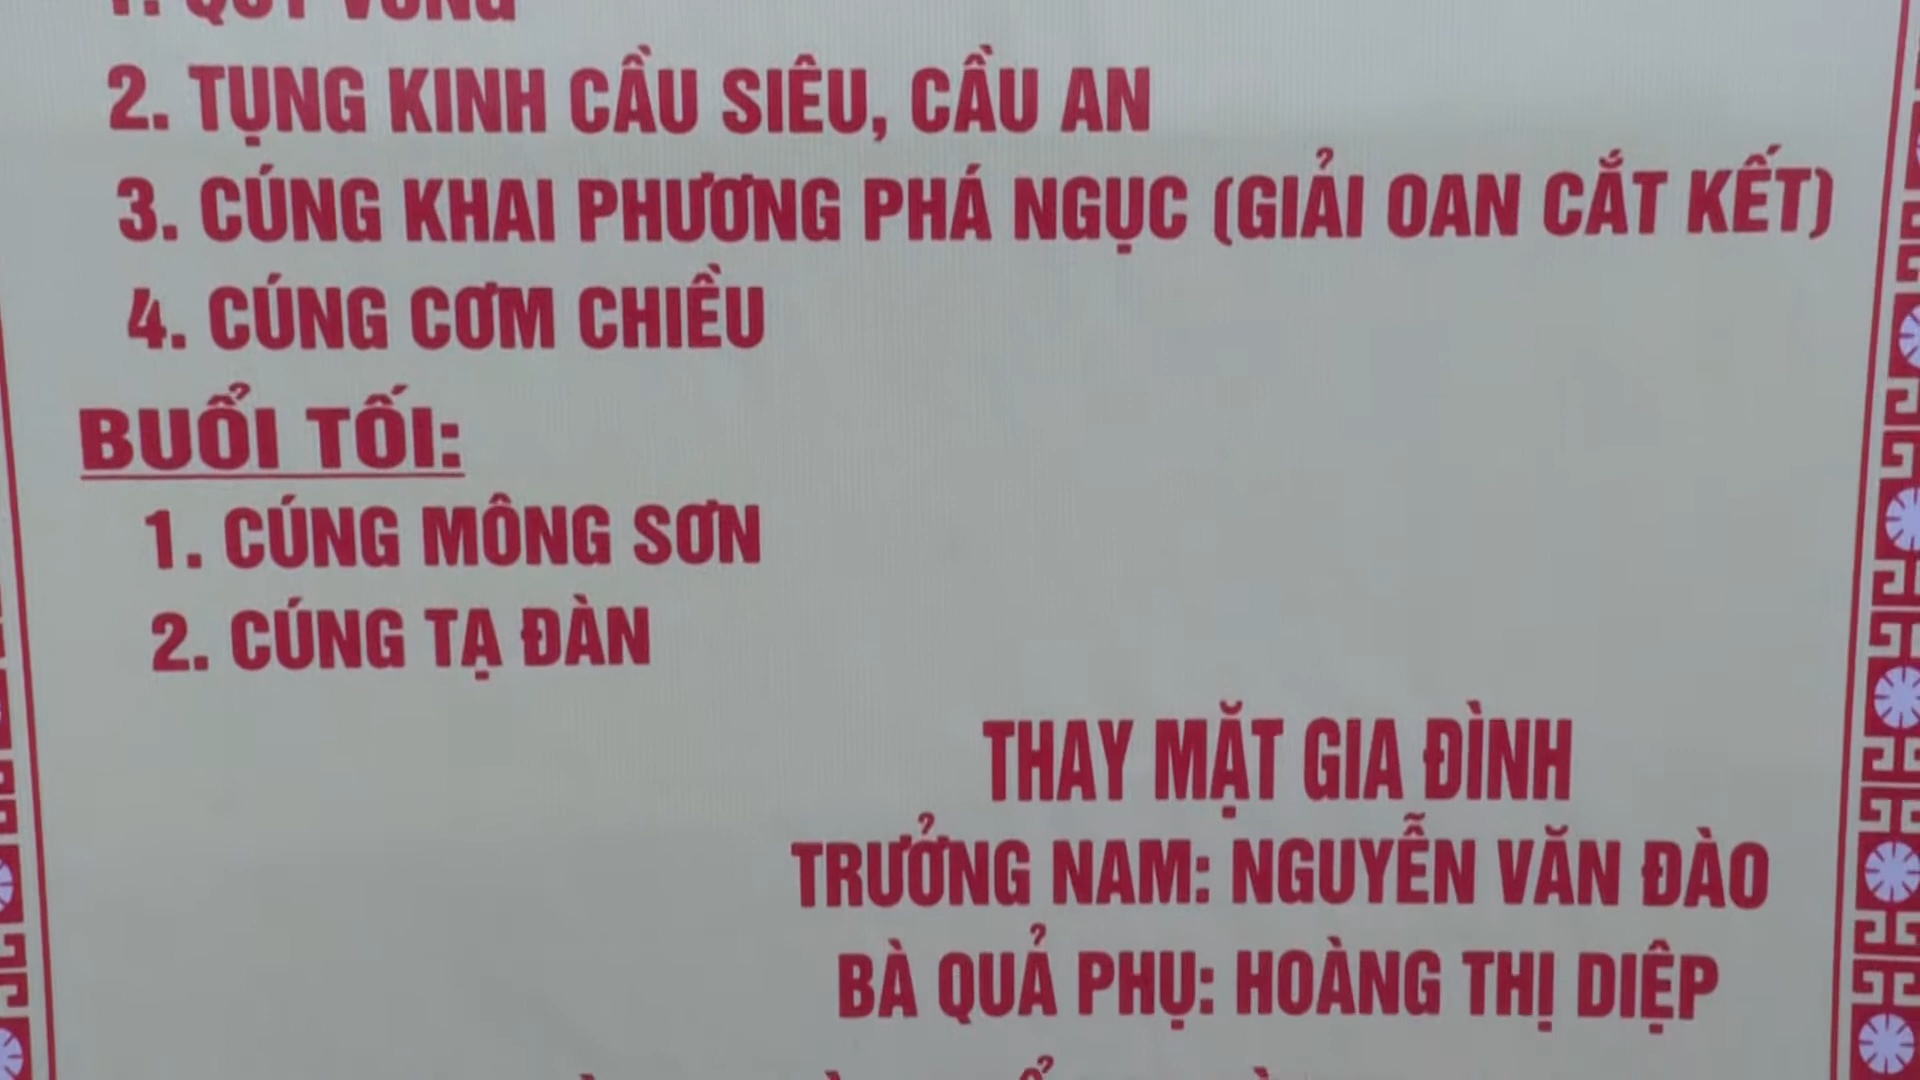 2. TỤNG KINH CẦU SIÊU, CẦU AN
3. CÚNG KHAI PHƯƠNG PHÁ NGỤC (GIẢI OAN CẮT KẾT)
4. CÚNG CƠM CHIỀU
BUỔI TỐI:
1. CÚNG MÔNG SƠN
2. CÚNG TẠ ĐÀN
THAY MẶT GIA ĐÌNH
TRƯỞNG NAM: NGUYỄN VĂN ĐÀO
BÀ QUẢ PHỤ: HOÀNG THỊ DIỆP